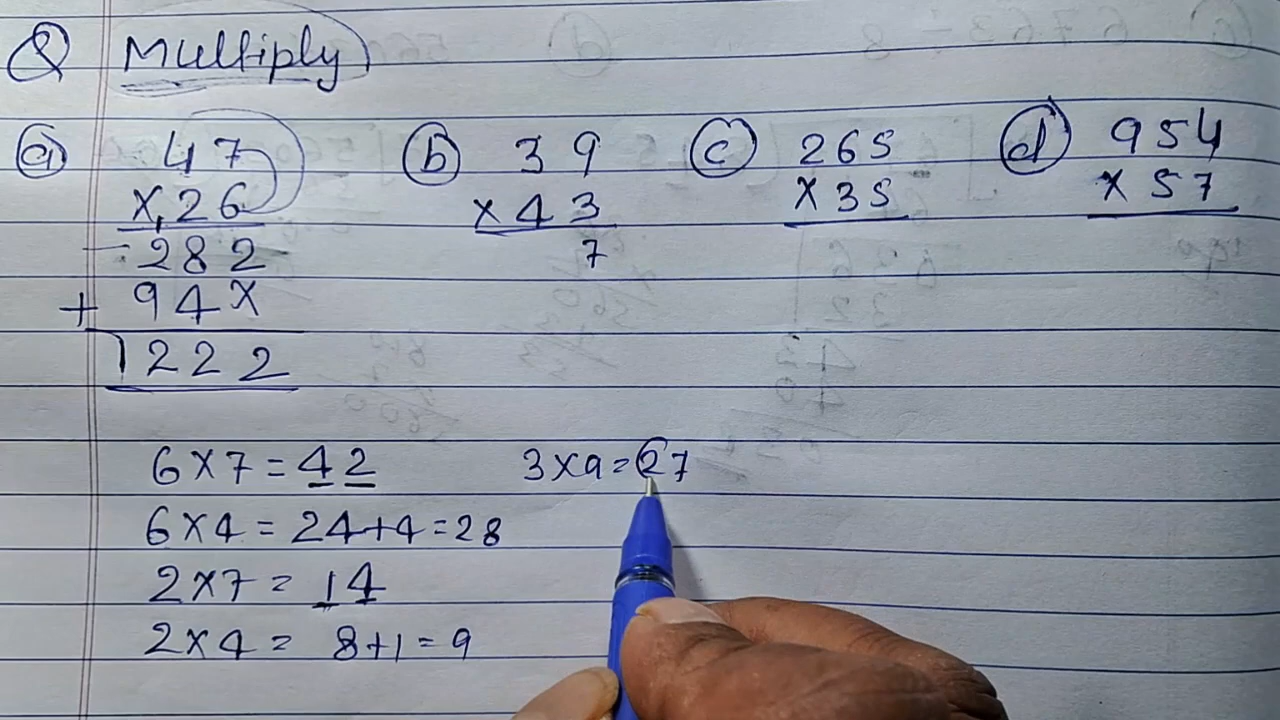 Q Multiply
a 47 b 39 c 265 d 954
x 26 x 43 x 35 x 57
282 7
+ 94x
1222
6x7=42 3x9=27
6x4=24+4=28
2x7=14
2x4=8+1=9